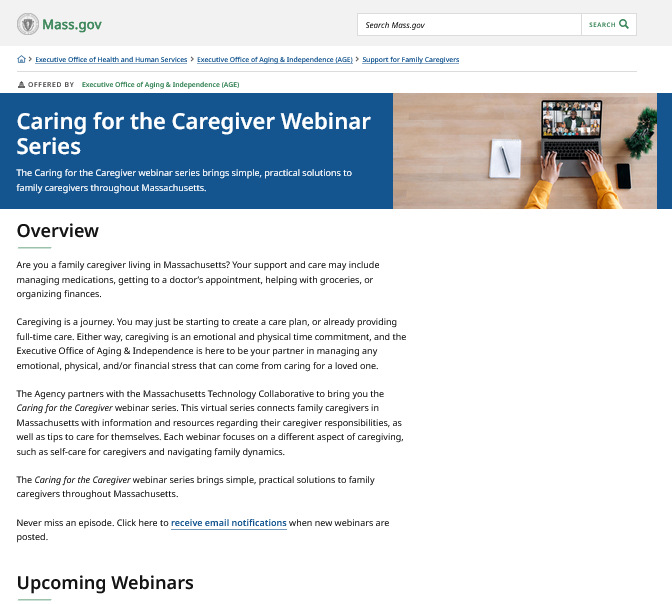 Mass.gov
Search Mass.gov
SEARCH
Executive Office of Health and Human Services
Executive Office of Aging & Independence (AGE)
Support for Family Caregivers
OFFERED BY Executive Office of Aging & Independence (AGE)
Caring for the Caregiver Webinar
Series
The Caring for the Caregiver webinar series brings simple, practical solutions to
family caregivers throughout Massachusetts.
Overview
Are you a family caregiver living in Massachusetts? Your support and care may include
managing medications, getting to a doctor's appointment, helping with groceries, or
organizing finances.
Caregiving is a journey. You may just be starting to create a care plan, or already providing
full-time care. Either way, caregiving is an emotional and physical time commitment, and the
Executive Office of Aging & Independence is here to be your partner in managing any
emotional, physical, and/or financial stress that can come from caring for a loved one.
The Agency partners with the Massachusetts Technology Collaborative to bring you the
Caring for the Caregiver webinar series. This virtual series connects family caregivers in
Massachusetts with information and resources regarding their caregiver responsibilities, as
well as tips to care for themselves. Each webinar focuses on a different aspect of caregiving,
such as self-care for caregivers and navigating family dynamics.
The Caring for the Caregiver webinar series brings simple, practical solutions to family
caregivers throughout Massachusetts.
Never miss an episode. Click here to receive email notifications when new webinars are
posted.
Upcoming Webinars